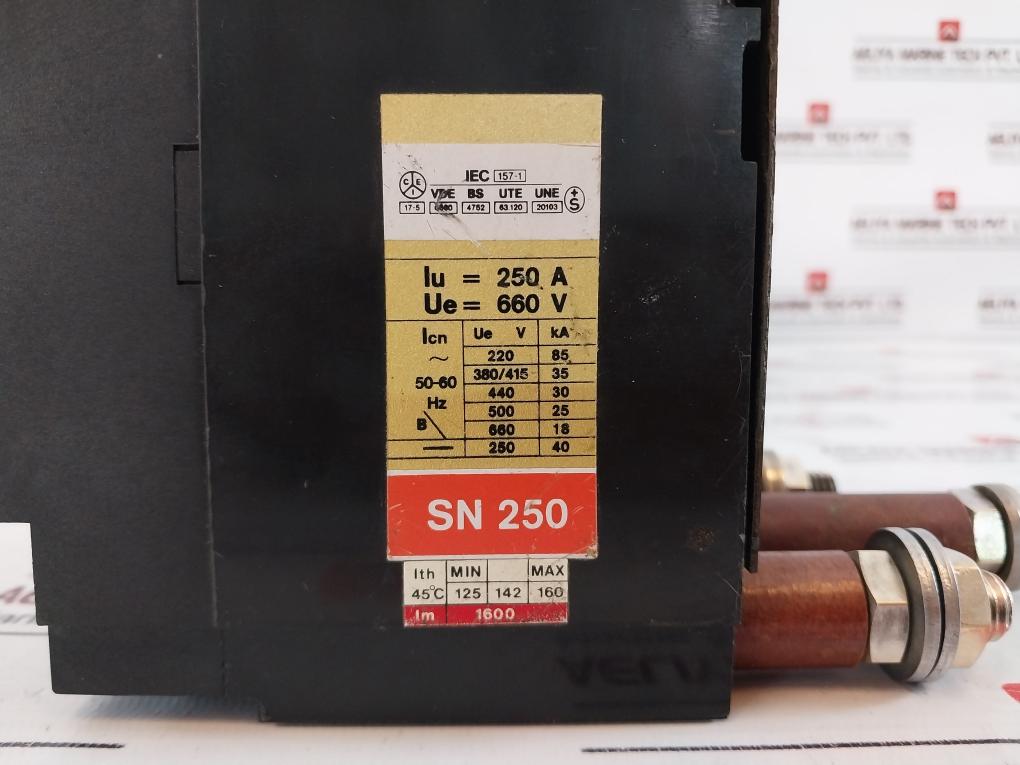 IEC 157-1
C E I VDE BS UTE UNE + S
17-5 4752 63.120 20103
Iu = 250 A
Ue = 660 V
Icn Ue V kA
~ 220 85
50-60 380/415 35
Hz 440 30
500 25
B 660 18
250 40
SN 250
Ith MIN MAX
45°C 125 142 160
Im 1600